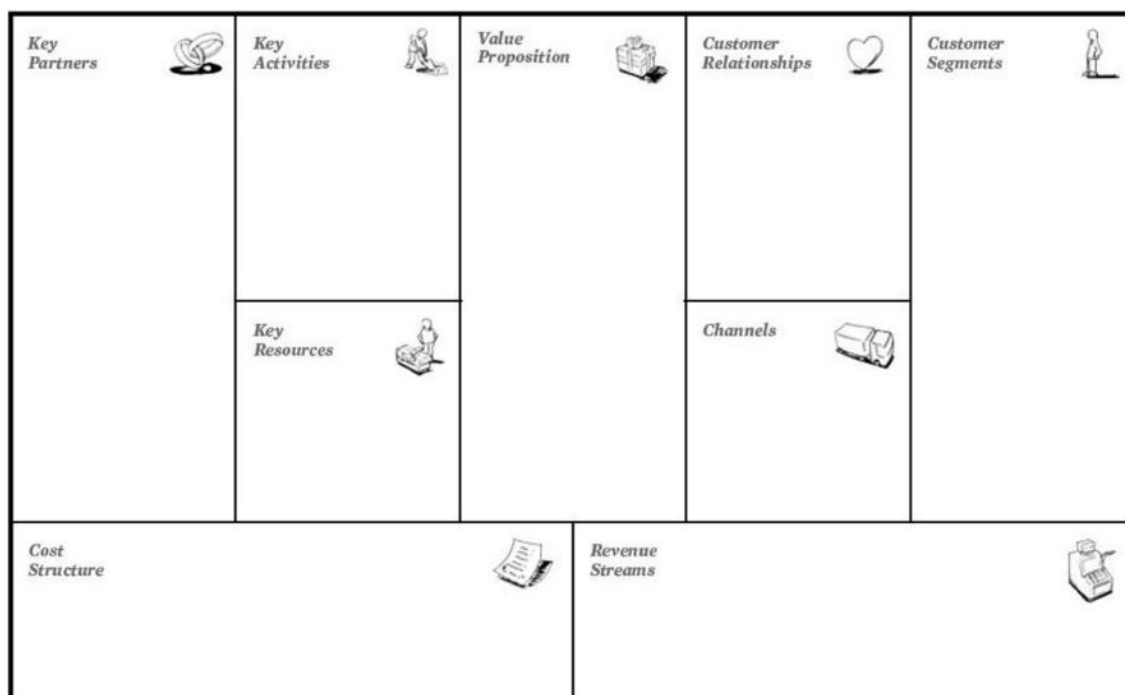 Key
Partners
Key
Activities
Value
Proposition
Customer
Relationships
Customer
Segments
Key
Resources
Channels
Cost
Structure
Revenue
Streams